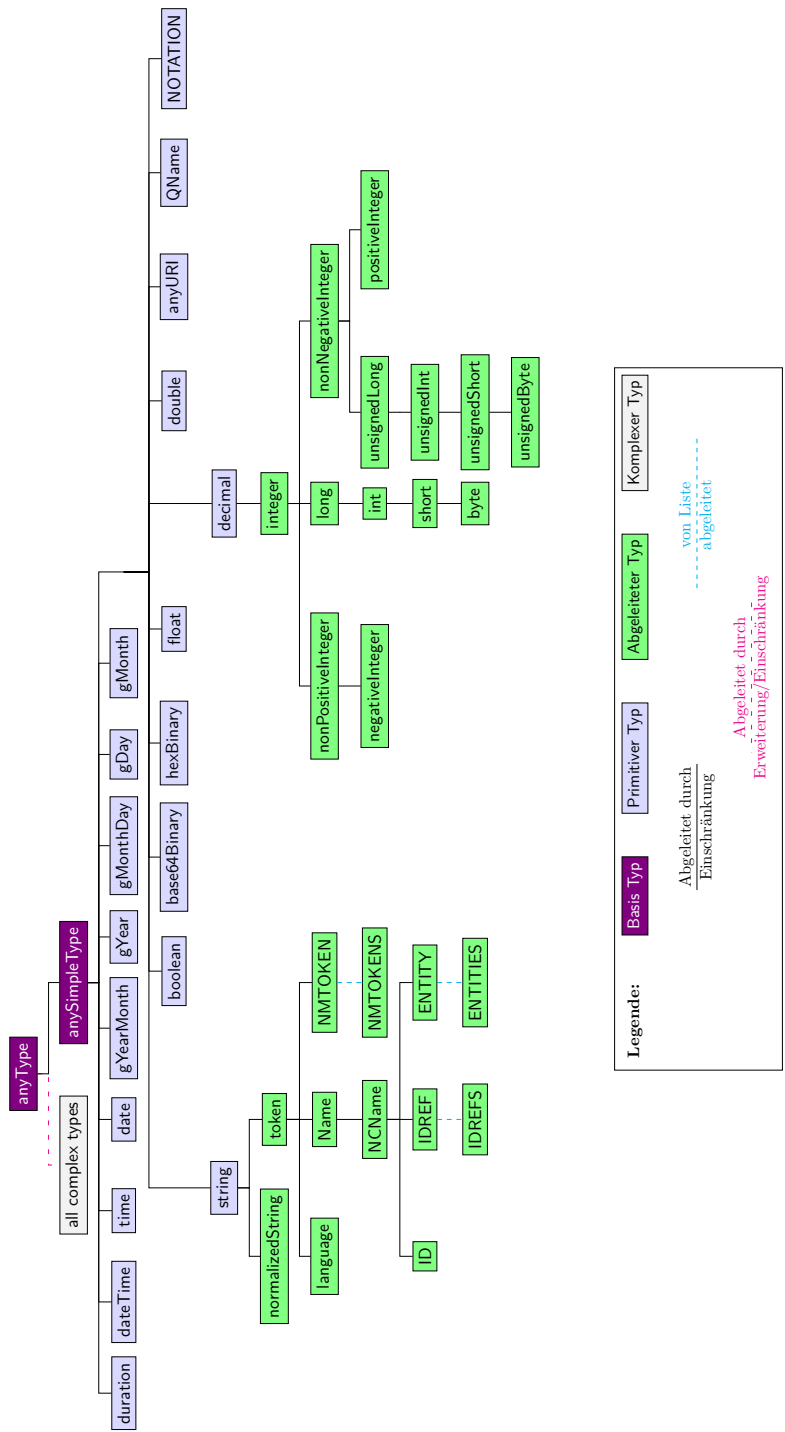 anyType
all complex types
anySimpleType
duration
dateTime
time
date
gYearMonth
gYear
gMonthDay
gDay
gMonth
boolean
base64Binary
hexBinary
float
double
anyURI
QName
NOTATION
string
decimal
normalizedString
token
integer
language
Name
NMTOKEN
nonPositiveInteger
long
nonNegativeInteger
NCName
NMTOKENS
negativeInteger
int
unsignedLong
positiveInteger
ID
IDREF
ENTITY
short
unsignedInt
IDREFS
ENTITIES
byte
unsignedShort
unsignedByte
Legende:
Basis Typ
Primitiver Typ
Abgeleiteter Typ
Komplexer Typ
Abgeleitet durch
Einschränkung
von Liste
abgeleitet
Abgeleitet durch
Erweiterung/Einschränkung